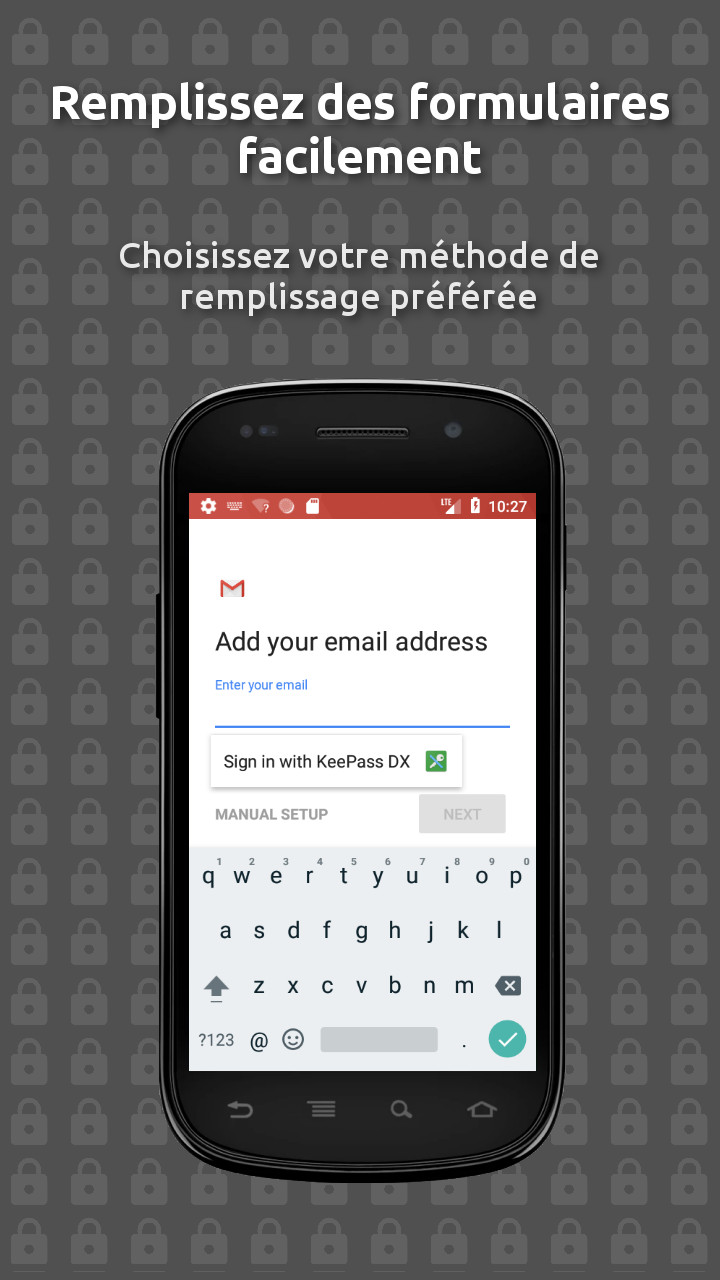 Remplissez des formulaires
facilement
Choisissez votre méthode de
remplissage préférée
LTE 10:27
Add your email address
Enter your email
Sign in with KeePass DX
MANUAL SETUP NEXT
1 2 3 4 5 6 7 8 9 0
q w e r t y u i o p
a s d f g h j k l
z x c v b n m
?123 @ .